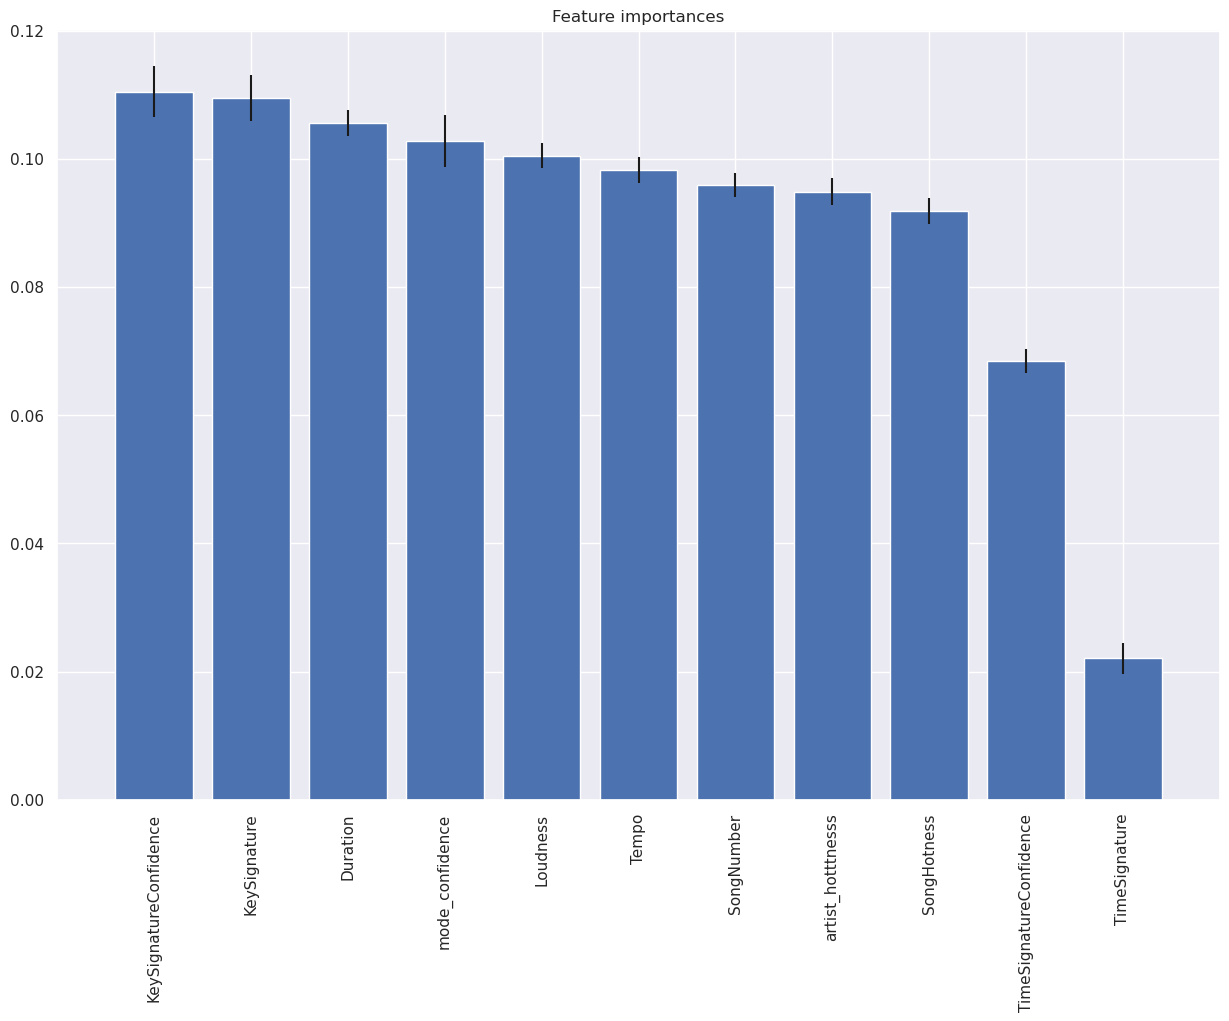 Feature importances
0.12
0.10
0.08
0.06
0.04
0.02
0.00
KeySignatureConfidence
KeySignature
Duration
mode_confidence
Loudness
Tempo
SongNumber
artist_hotttnesss
SongHotness
TimeSignatureConfidence
TimeSignature